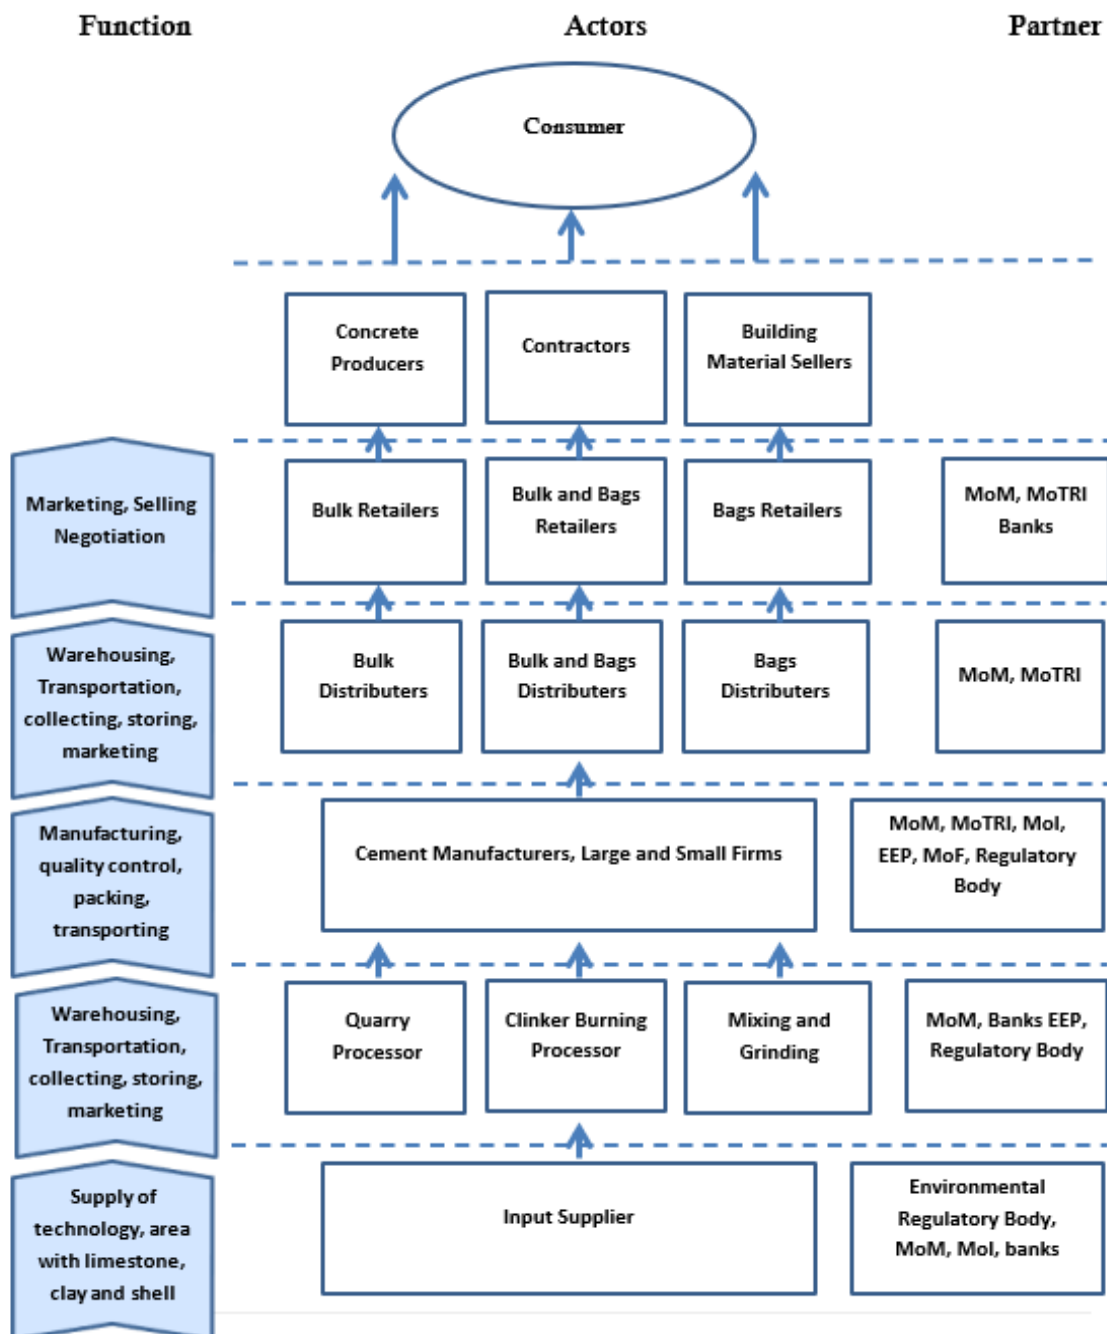 Function
Actors
Partner
Consumer
Concrete
Producers
Contractors
Building
Material Sellers
Marketing, Selling
Negotiation
Bulk Retailers
Bulk and Bags
Retailers
Bags Retailers
MoM, MoTRI
Banks
Warehousing,
Transportation,
collecting, storing,
marketing
Bulk
Distributers
Bulk and Bags
Distributers
Bags
Distributers
MoM, MoTRI
Manufacturing,
quality control,
packing,
transporting
Cement Manufacturers, Large and Small Firms
MoM, MoTRI, MoI,
EEP, MoF, Regulatory
Body
Warehousing,
Transportation,
collecting, storing,
marketing
Quarry
Processor
Clinker Burning
Processor
Mixing and
Grinding
MoM, Banks EEP,
Regulatory Body
Supply of
technology, area
with limestone,
clay and shell
Input Supplier
Environmental
Regulatory Body,
MoM, MoI, banks